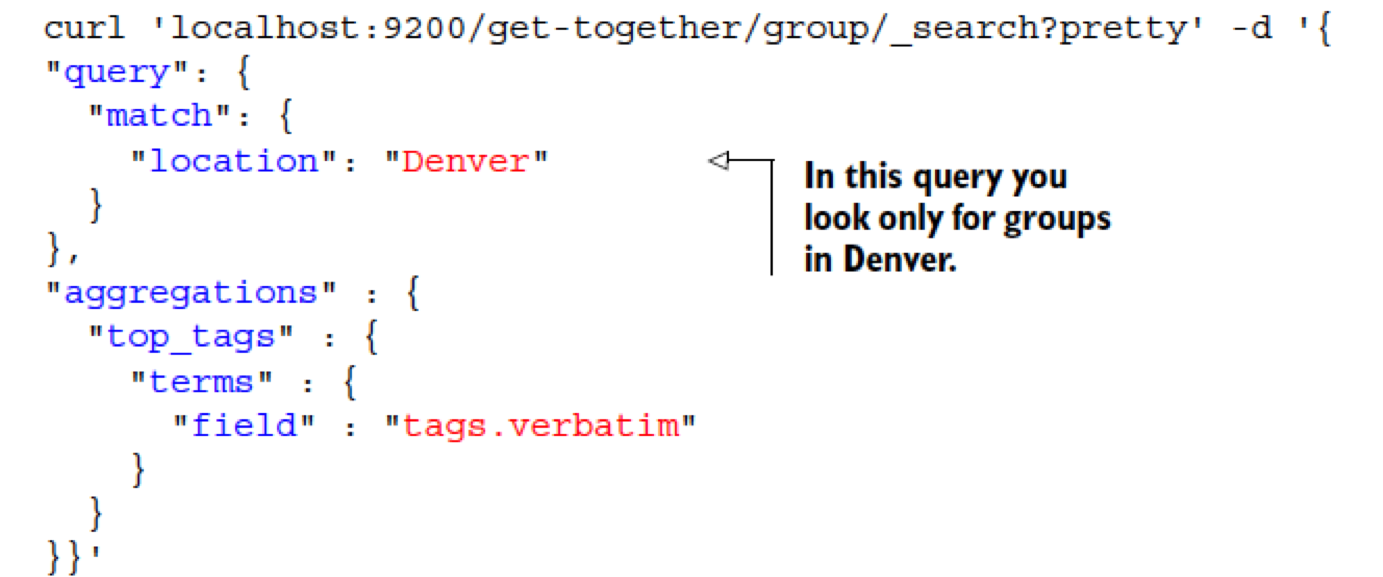 curl 'localhost:9200/get-together/group/_search?pretty' -d '{
"query": {
  "match": {
    "location": "Denver"
  }
},
"aggregations" : {
  "top_tags" : {
    "terms" : {
      "field" : "tags.verbatim"
    }
  }
}}'
In this query you
look only for groups
in Denver.